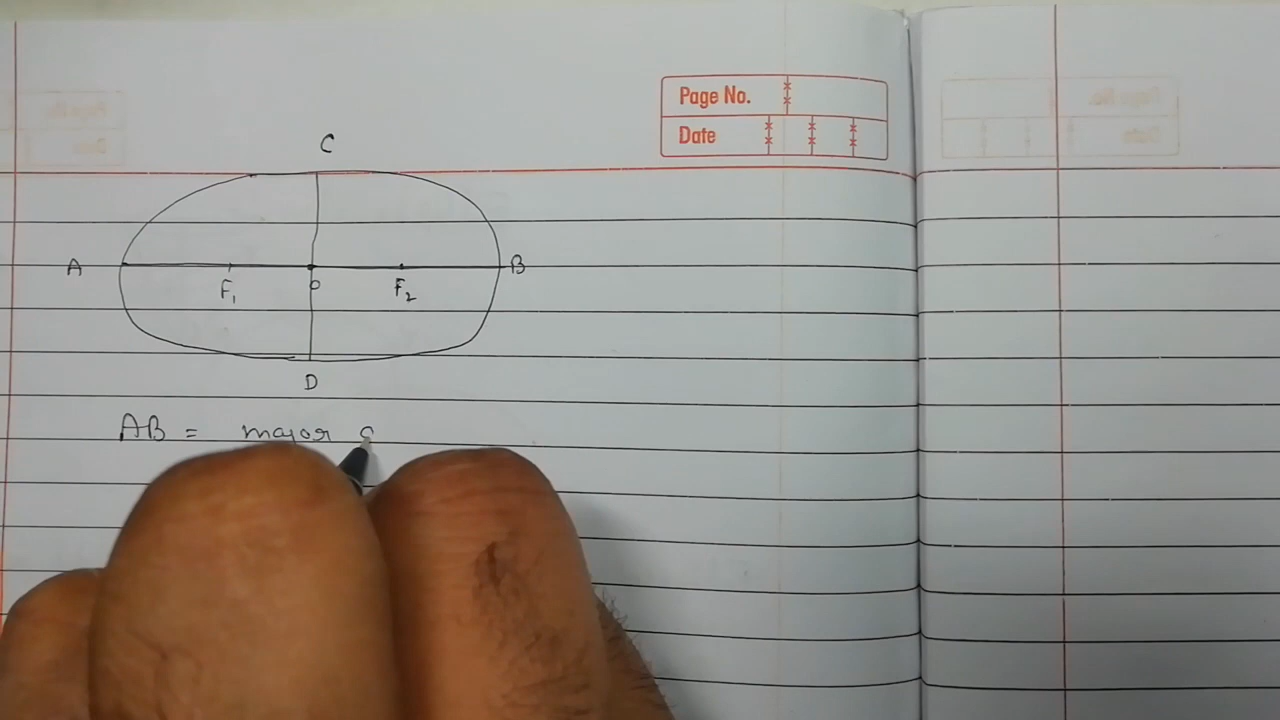 Page No.
Date
C
A
B
F₁
O
F₂
D
AB = major a